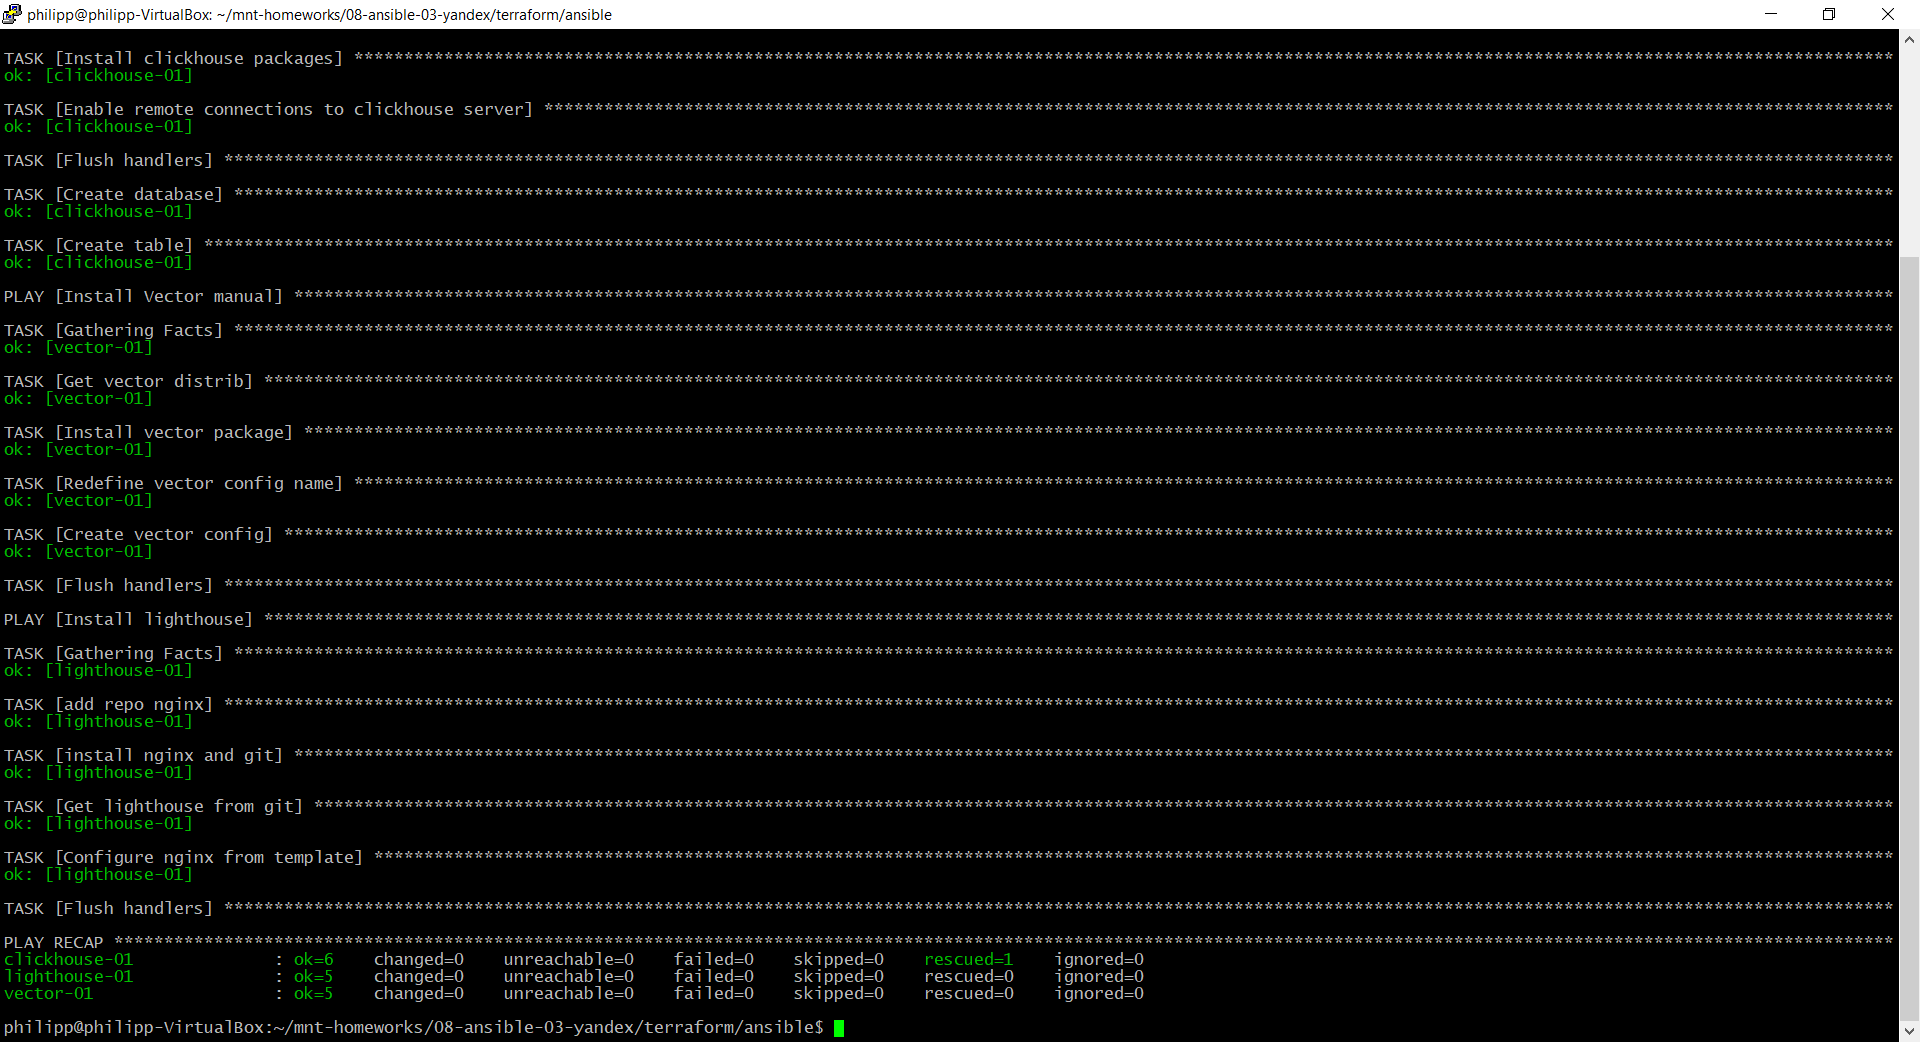 philipp@philipp-VirtualBox: ~/mnt-homeworks/08-ansible-03-yandex/terraform/ansible
TASK [Install clickhouse packages] ****************************************************************************************************************************************************------
ok: [clickhouse-01]
TASK [Enable remote connections to clickhouse server] ***************************************************************************************************************************************
ok: [clickhouse-01]
TASK [Flush handlers] ***********************************************************************************************************************************************************************
TASK [Create database] **********************************************************************************************************************************************************************
ok: [clickhouse-01]
TASK [Create table] *************************************************************************************************************************************************************************
ok: [clickhouse-01]
PLAY [Install Vector manual] ****************************************************************************************************************************************************************
TASK [Gathering Facts] **********************************************************************************************************************************************************************
ok: [vector-01]
TASK [Get vector distrib] *******************************************************************************************************************************************************************
ok: [vector-01]
TASK [Install vector package] ***************************************************************************************************************************************************************
ok: [vector-01]
TASK [Redefine vector config name] **********************************************************************************************************************************************************
ok: [vector-01]
TASK [Create vector config] *****************************************************************************************************************************************************************
ok: [vector-01]
TASK [Flush handlers] ***********************************************************************************************************************************************************************
PLAY [Install lighthouse] *******************************************************************************************************************************************************************
TASK [Gathering Facts] **********************************************************************************************************************************************************************
ok: [lighthouse-01]
TASK [add repo nginx] ***********************************************************************************************************************************************************************
ok: [lighthouse-01]
TASK [install nginx and git] ****************************************************************************************************************************************************************
ok: [lighthouse-01]
TASK [Get lighthouse from git] **************************************************************************************************************************************************************
ok: [lighthouse-01]
TASK [Configure nginx from template] ********************************************************************************************************************************************************
ok: [lighthouse-01]
TASK [Flush handlers] ***********************************************************************************************************************************************************************
PLAY RECAP **********************************************************************************************************************************************************************************
clickhouse-01              : ok=6    changed=0    unreachable=0    failed=0    skipped=0    rescued=1    ignored=0
lighthouse-01              : ok=5    changed=0    unreachable=0    failed=0    skipped=0    rescued=0    ignored=0
vector-01                  : ok=5    changed=0    unreachable=0    failed=0    skipped=0    rescued=0    ignored=0
philipp@philipp-VirtualBox:~/mnt-homeworks/08-ansible-03-yandex/terraform/ansible$